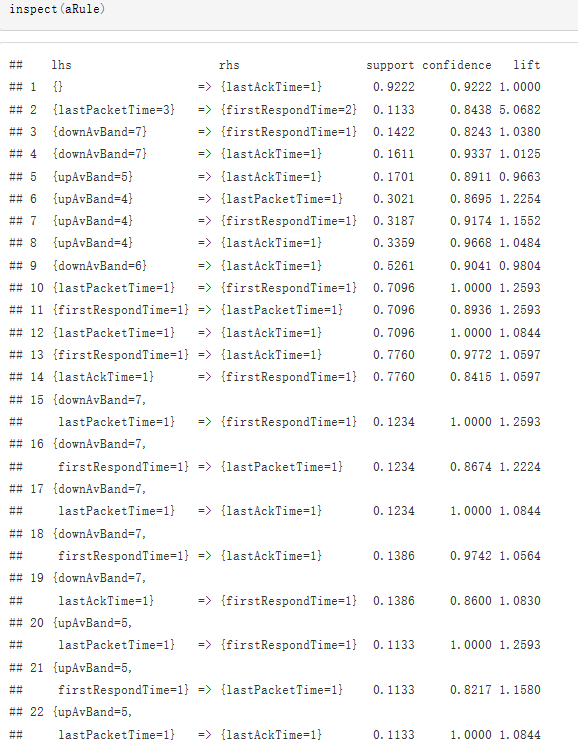 inspect(aRule)
##    lhs                     rhs                  support confidence   lift
## 1  {}                   => {lastAckTime=1}       0.9222     0.9222 1.0000
## 2  {lastPacketTime=3}   => {firstRespondTime=2}  0.1133     0.8438 5.0682
## 3  {downAvBand=7}       => {firstRespondTime=1}  0.1422     0.8243 1.0380
## 4  {downAvBand=7}       => {lastAckTime=1}       0.1611     0.9337 1.0125
## 5  {upAvBand=5}         => {lastAckTime=1}       0.1701     0.8911 0.9663
## 6  {upAvBand=4}         => {lastPacketTime=1}    0.3021     0.8695 1.2254
## 7  {upAvBand=4}         => {firstRespondTime=1}  0.3187     0.9174 1.1552
## 8  {upAvBand=4}         => {lastAckTime=1}       0.3359     0.9668 1.0484
## 9  {downAvBand=6}       => {lastAckTime=1}       0.5261     0.9041 0.9804
## 10 {lastPacketTime=1}   => {firstRespondTime=1}  0.7096     1.0000 1.2593
## 11 {firstRespondTime=1} => {lastPacketTime=1}    0.7096     0.8936 1.2593
## 12 {lastPacketTime=1}   => {lastAckTime=1}       0.7096     1.0000 1.0844
## 13 {firstRespondTime=1} => {lastAckTime=1}       0.7760     0.9772 1.0597
## 14 {lastAckTime=1}      => {firstRespondTime=1}  0.7760     0.8415 1.0597
## 15 {downAvBand=7,
##     lastPacketTime=1}   => {firstRespondTime=1}  0.1234     1.0000 1.2593
## 16 {downAvBand=7,
##     firstRespondTime=1} => {lastPacketTime=1}    0.1234     0.8674 1.2224
## 17 {downAvBand=7,
##     lastPacketTime=1}   => {lastAckTime=1}       0.1234     1.0000 1.0844
## 18 {downAvBand=7,
##     firstRespondTime=1} => {lastAckTime=1}       0.1386     0.9742 1.0564
## 19 {downAvBand=7,
##     lastAckTime=1}      => {firstRespondTime=1}  0.1386     0.8600 1.0830
## 20 {upAvBand=5,
##     lastPacketTime=1}   => {firstRespondTime=1}  0.1133     1.0000 1.2593
## 21 {upAvBand=5,
##     firstRespondTime=1} => {lastPacketTime=1}    0.1133     0.8217 1.1580
## 22 {upAvBand=5,
##     lastPacketTime=1}   => {lastAckTime=1}       0.1133     1.0000 1.0844